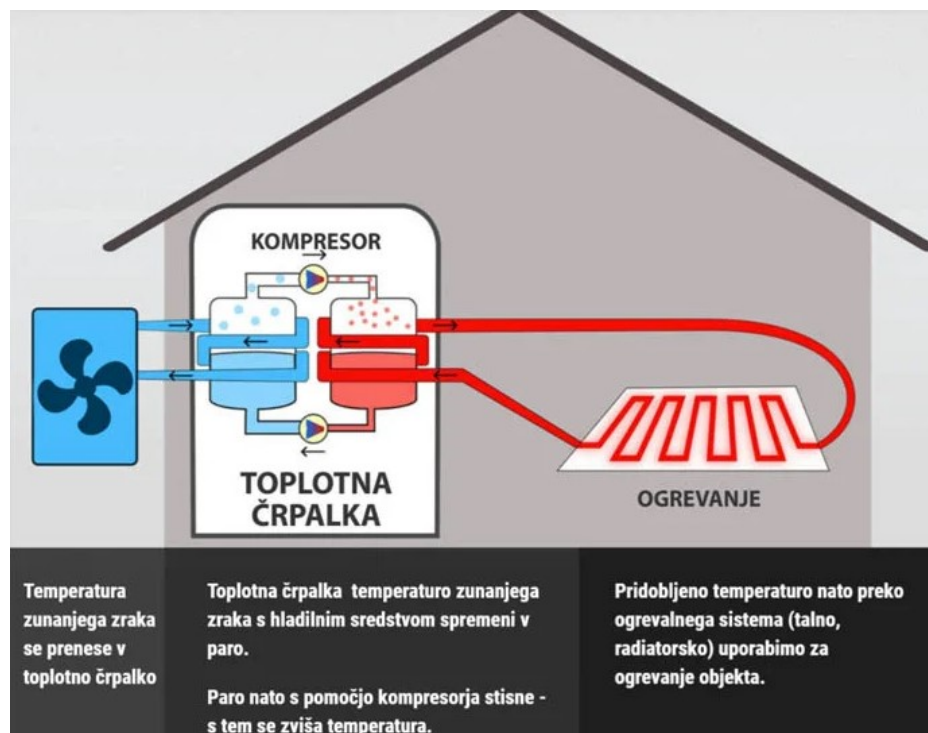 KOMPRESOR
TOPLOTNA
ČRPALKA
OGREVANJE
Temperatura
zunanjega zraka
se prenese v
toplotno črpalko
Toplotna črpalka temperaturo zunanjega
zraka s hladilnim sredstvom spremeni v
paro.
Paro nato s pomočjo kompresorja stisne -
s tem se zviša temperatura.
Pridobljeno temperaturo nato preko
ogrevalnega sistema (talno,
radiatorsko) uporabimo za
ogrevanje objekta.